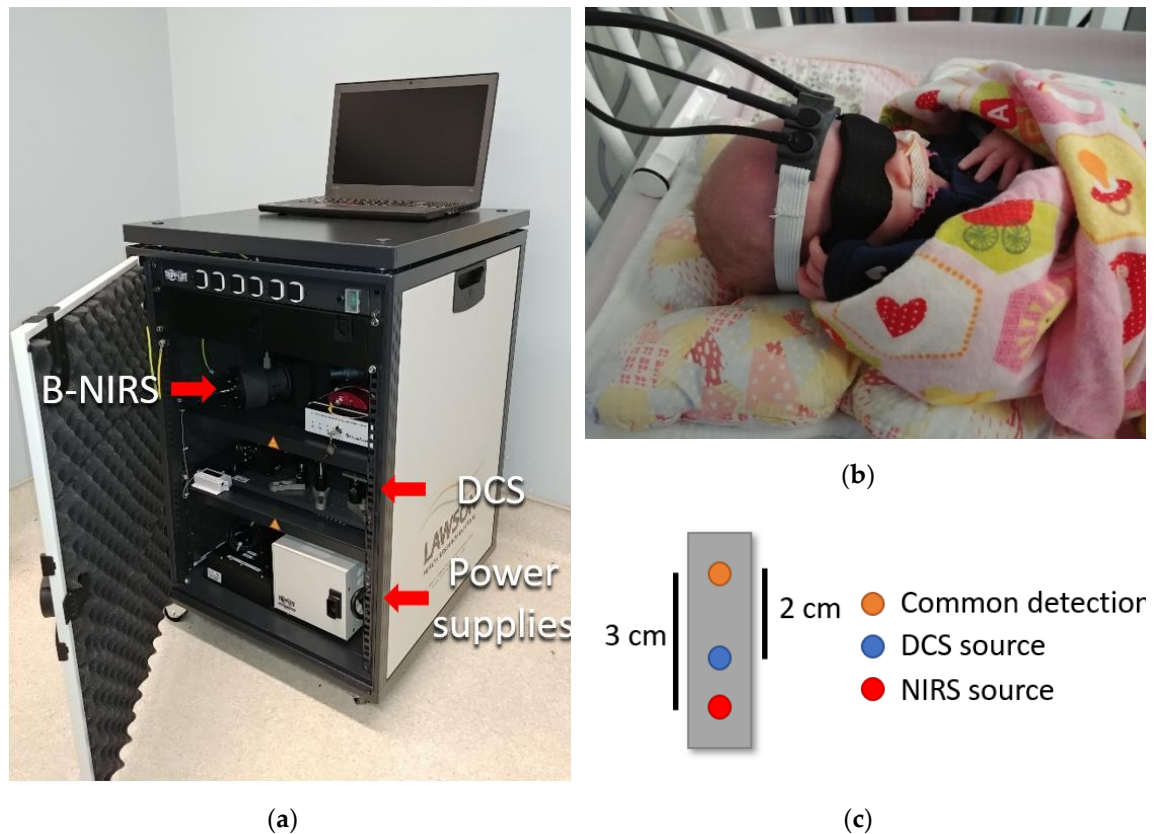 B-NIRS
DCS
LAWSON
Power
supplies
(a)
A
(b)
3 cm
2 cm
Common detection
DCS source
NIRS source
(c)